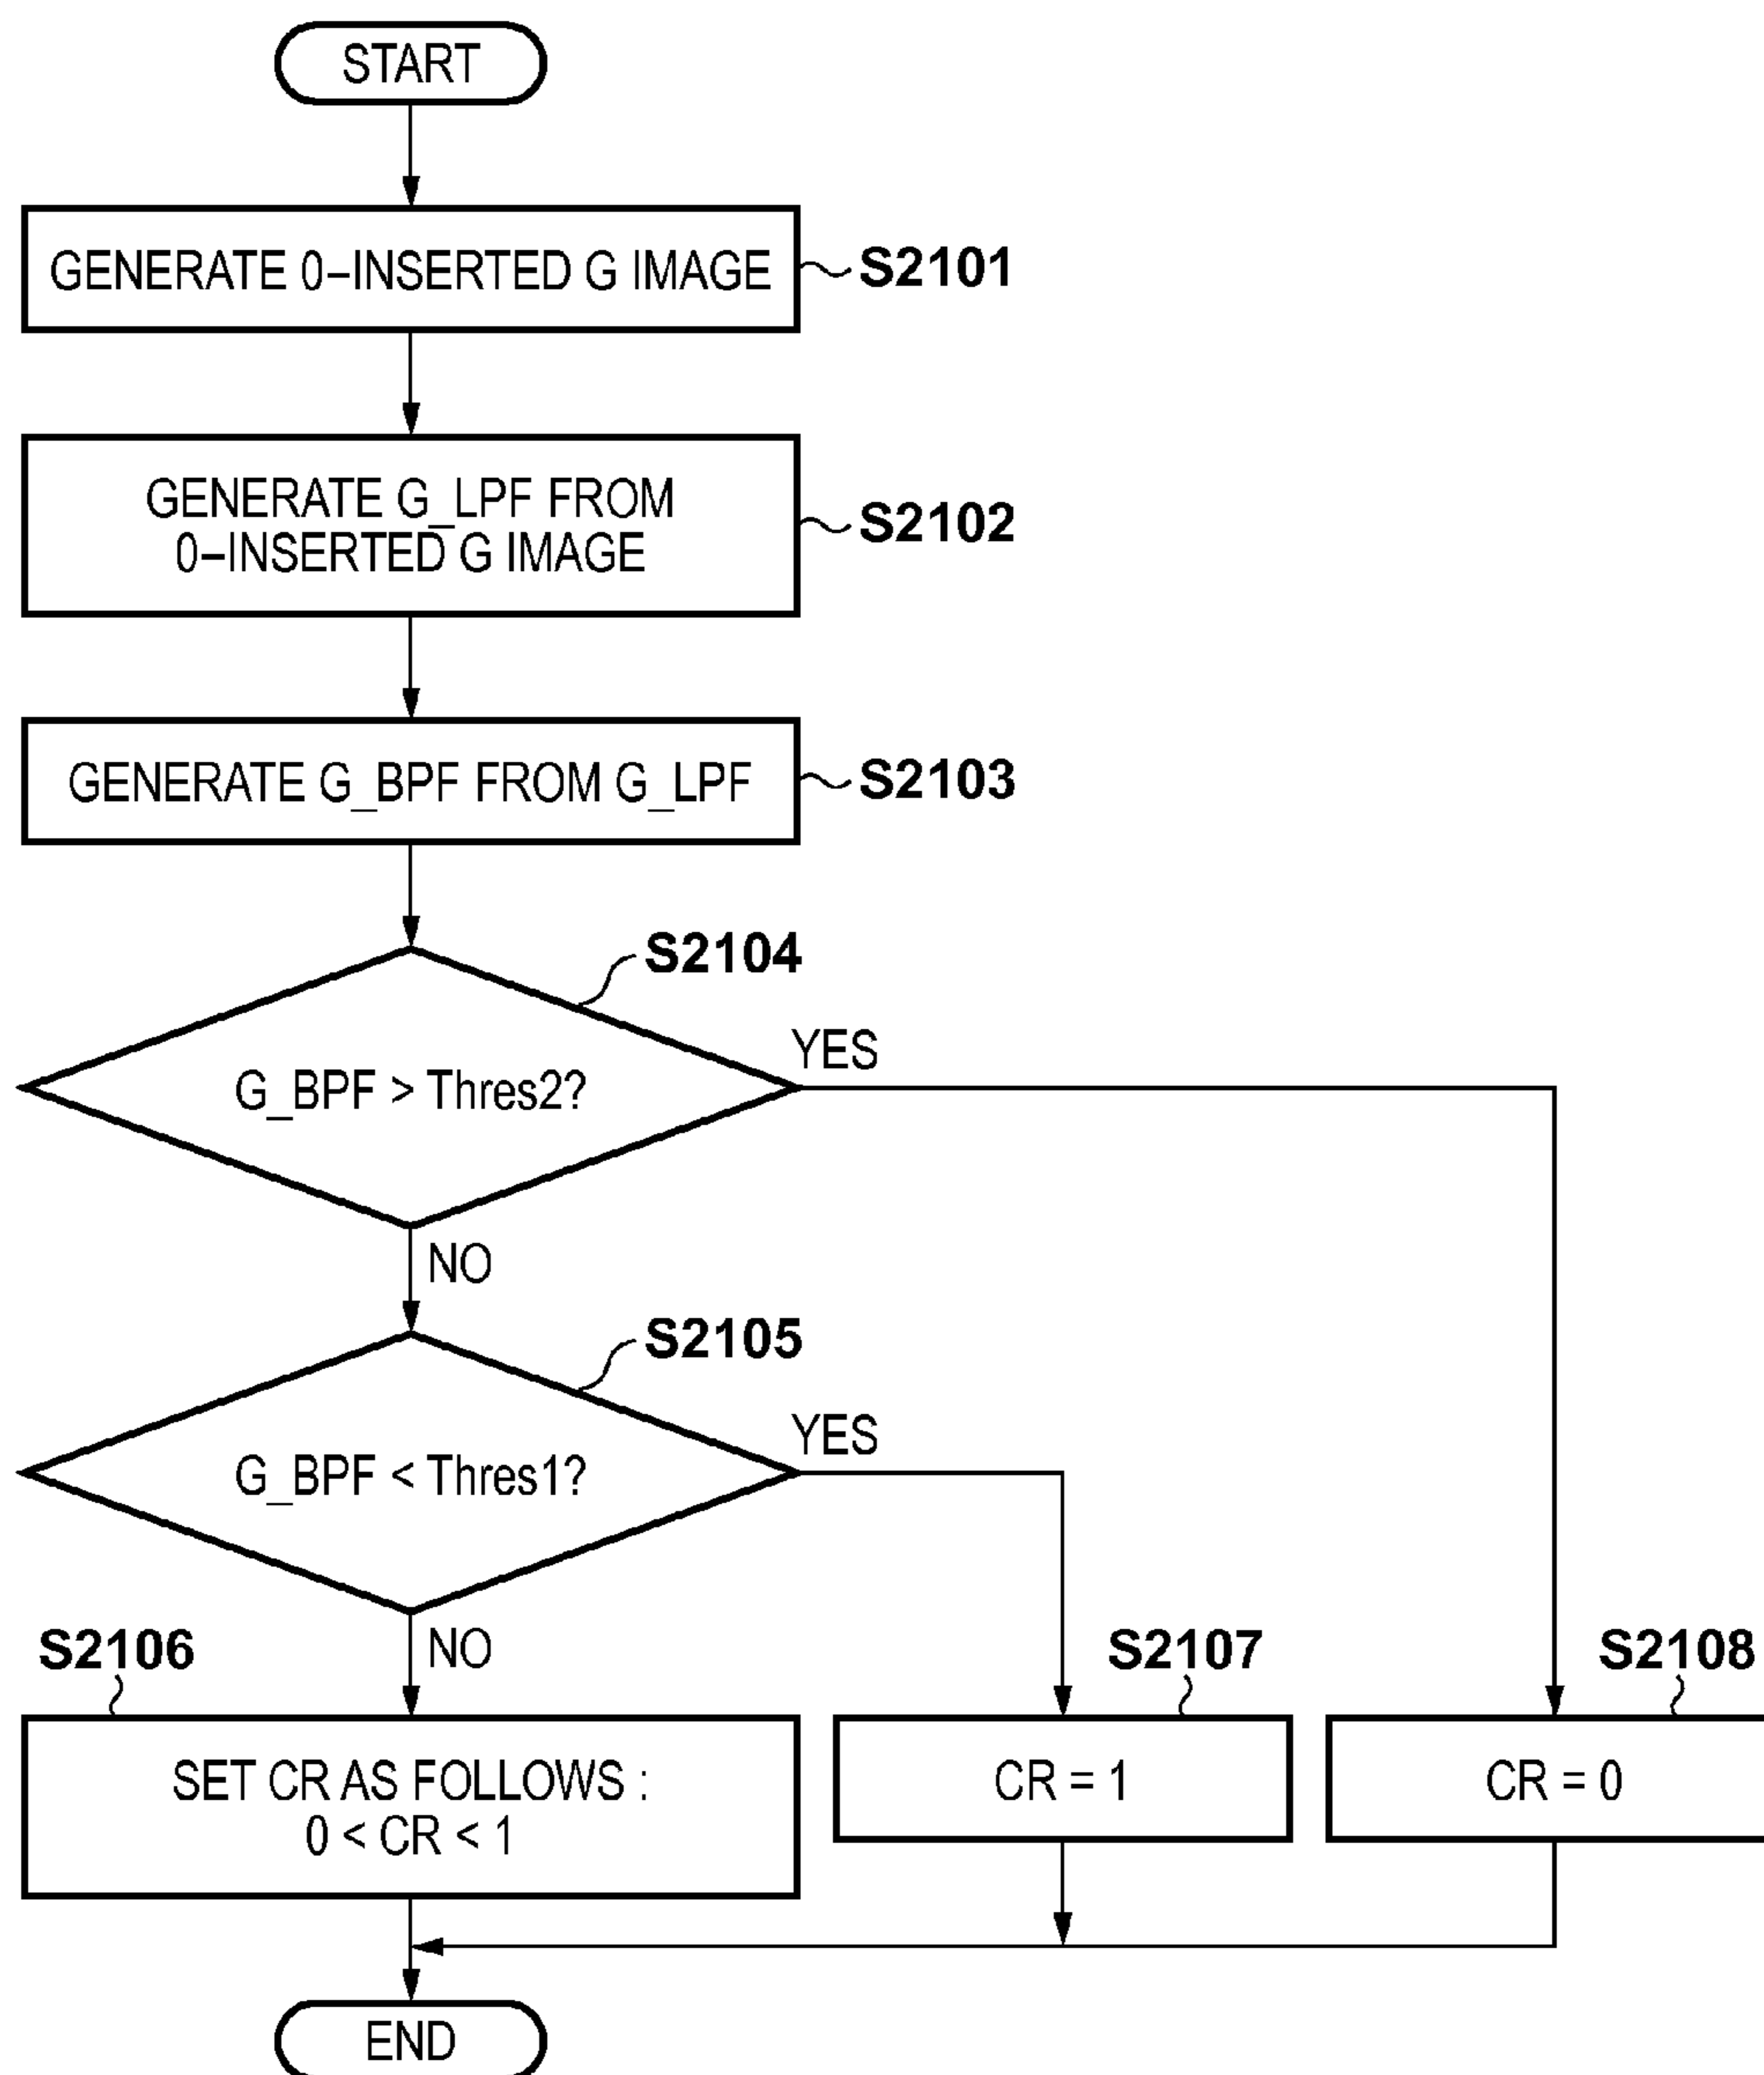 START
GENERATE 0–INSERTED G IMAGE
S2101
GENERATE G_LPF FROM
0–INSERTED G IMAGE
S2102
GENERATE G_BPF FROM G_LPF
S2103
S2104
G_BPF > Thres2?
YES
NO
S2105
G_BPF < Thres1?
YES
NO
S2106
SET CR AS FOLLOWS :
0 < CR < 1
S2107
CR = 1
S2108
CR = 0
END